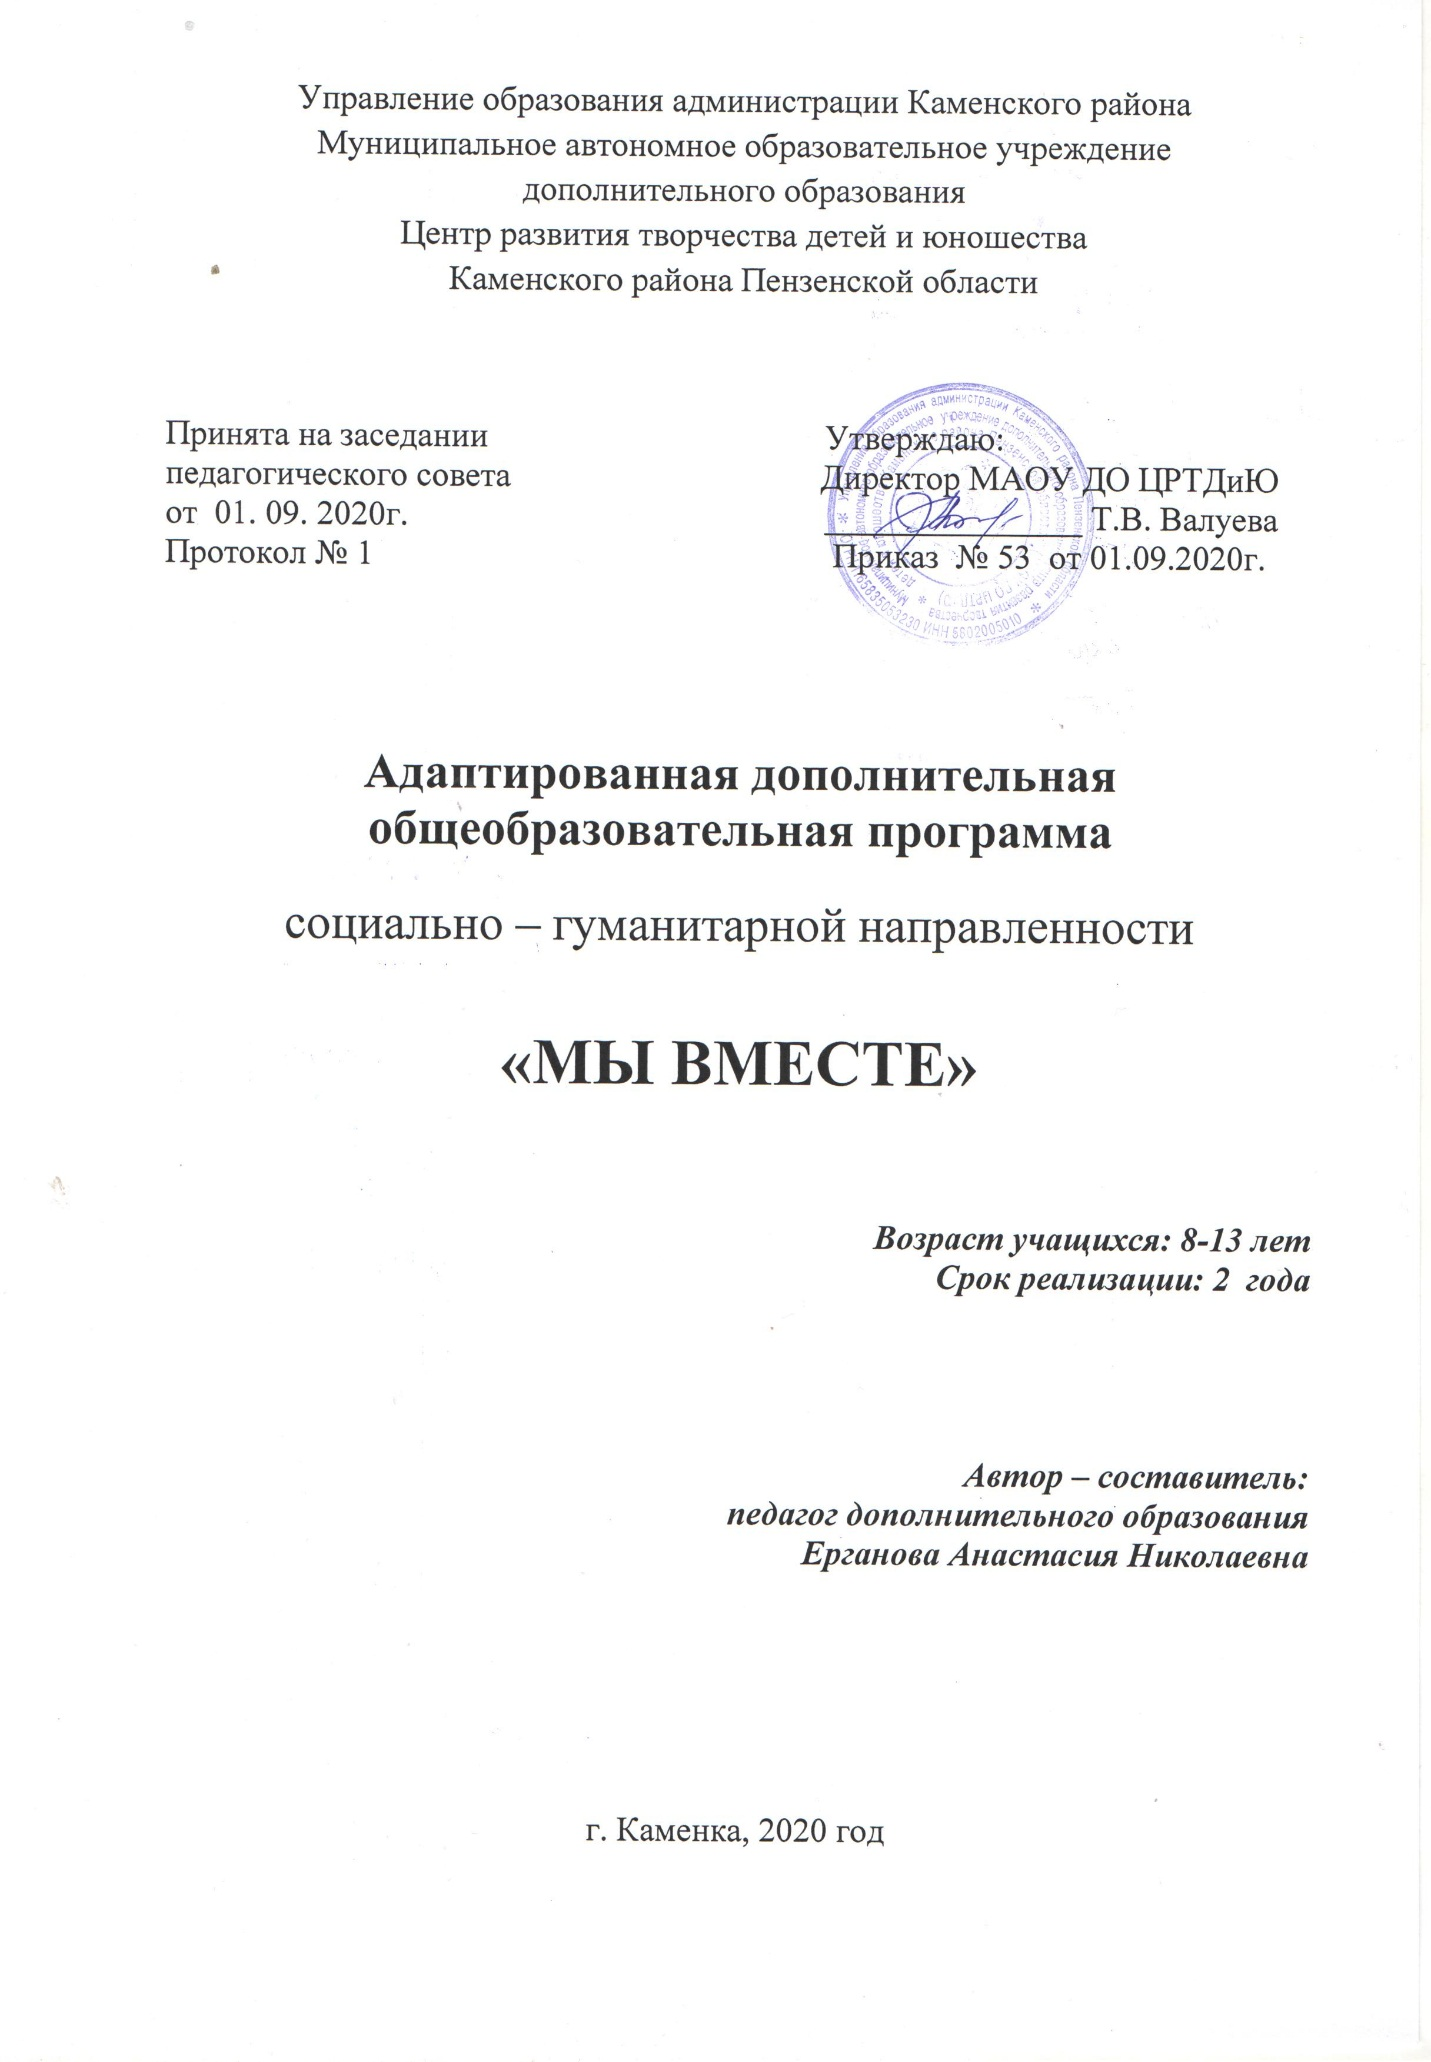 Управление образования администрации Каменского района
Муниципальное автономное образовательное учреждение
дополнительного образования
Центр развития творчества детей и юношества
Каменского района Пензенской области
Принята на заседании
педагогического совета
от 01. 09. 2020г.
Протокол № 1
Утверждаю:
Директор МАОУ ДО ЦРТДиЮ
Т.В. Валуева
Приказ № 53 от 01.09.2020г.
ИНН 5802005010
Адаптированная дополнительная
общеобразовательная программа
социально – гуманитарной направленности
«МЫ ВМЕСТЕ»
Возраст учащихся: 8-13 лет
Срок реализации: 2 года
Автор – составитель:
педагог дополнительного образования
Ерганова Анастасия Николаевна
г. Каменка, 2020 год